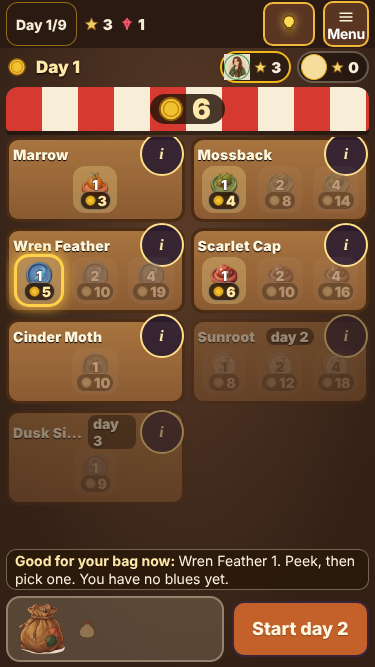 Day 1/9 ★ 3 1
Menu
Day 1 ★ 3 ★ 0
6
Marrow i
1
3
Mossback i
1 2 4
4 8 14
Wren Feather i
1 2 4
5 10 19
Scarlet Cap i
1 2 4
6 10 16
Cinder Moth i
1
10
Sunroot day 2 i
1 2 4
8 12 18
Dusk Si... day 3 i
1
9
Good for your bag now: Wren Feather 1. Peek, then
pick one. You have no blues yet.
Start day 2